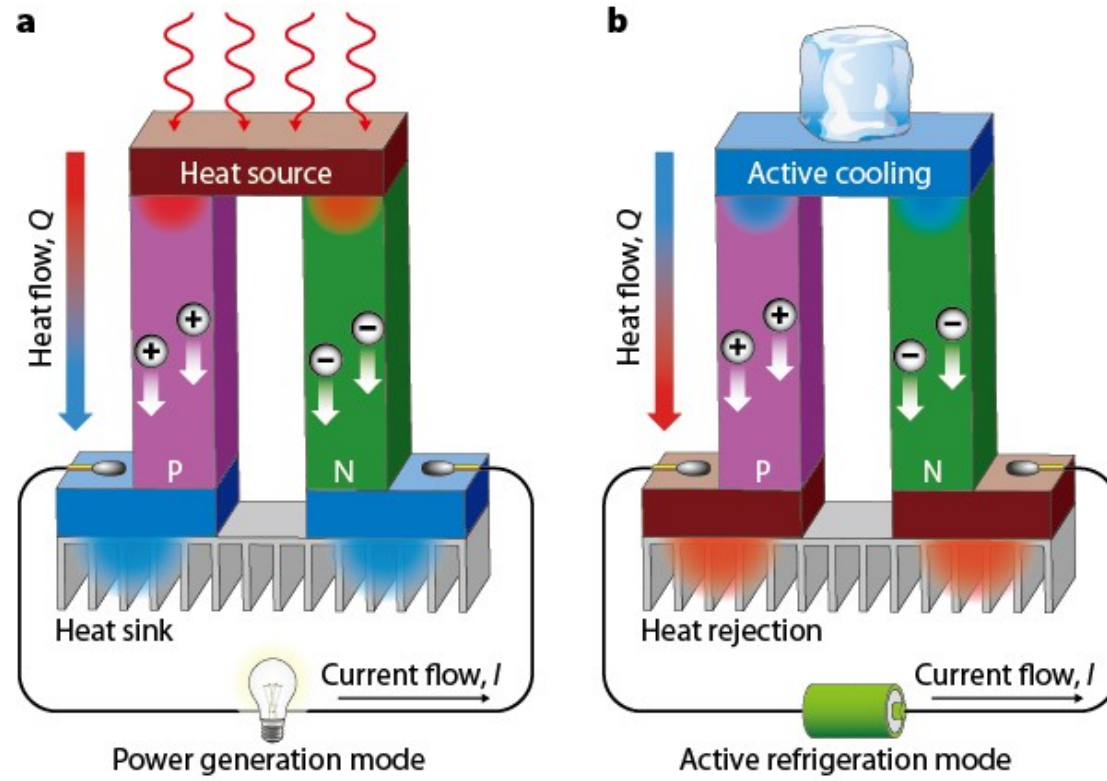 a
Heat source
Heat flow, Q
+
+
−
−
P
N
Heat sink
Current flow, I
Power generation mode
b
Active cooling
Heat flow, Q
+
+
−
−
P
N
Heat rejection
Current flow, I
Active refrigeration mode